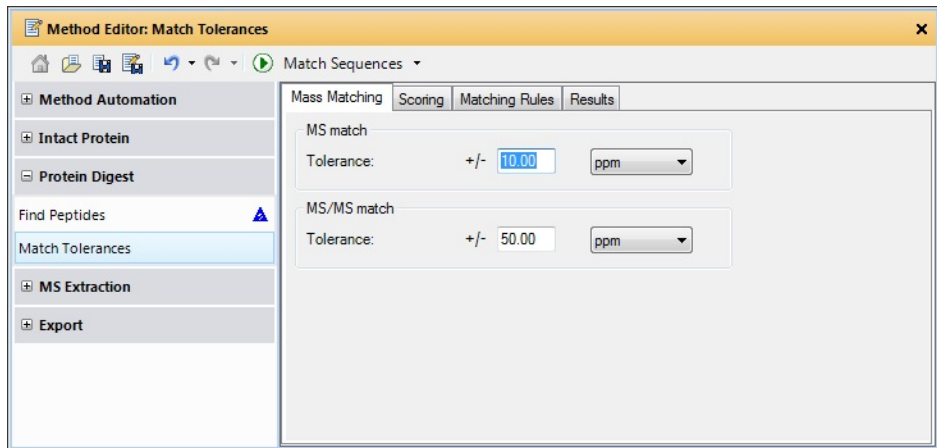 Method Editor: Match Tolerances
Match Sequences
Method Automation
Intact Protein
Protein Digest
Find Peptides
Match Tolerances
MS Extraction
Export
Mass Matching Scoring Matching Rules Results
MS match
Tolerance: +/- 10.00 ppm
MS/MS match
Tolerance: +/- 50.00 ppm